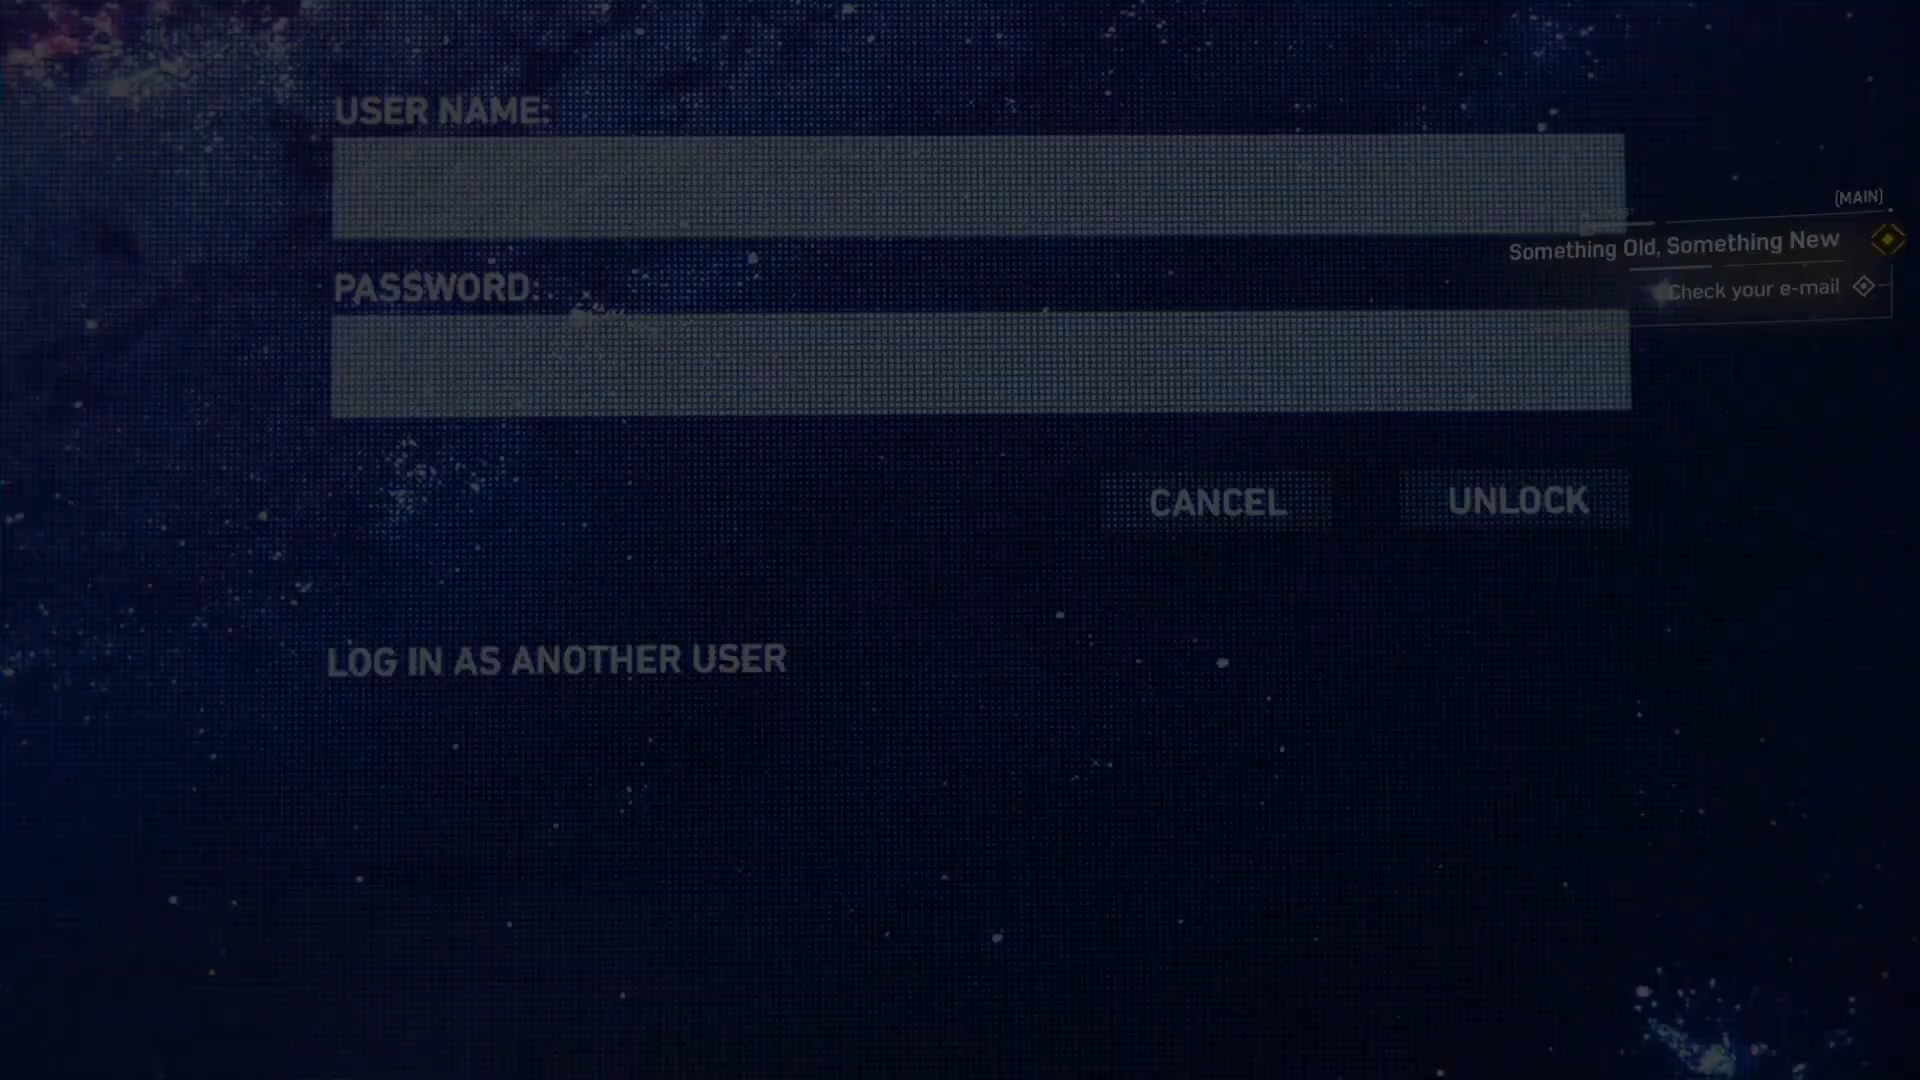 USER NAME:
(MAIN)
Something Old, Something New
PASSWORD:
Check your e-mail
CANCEL
UNLOCK
LOG IN AS ANOTHER USER